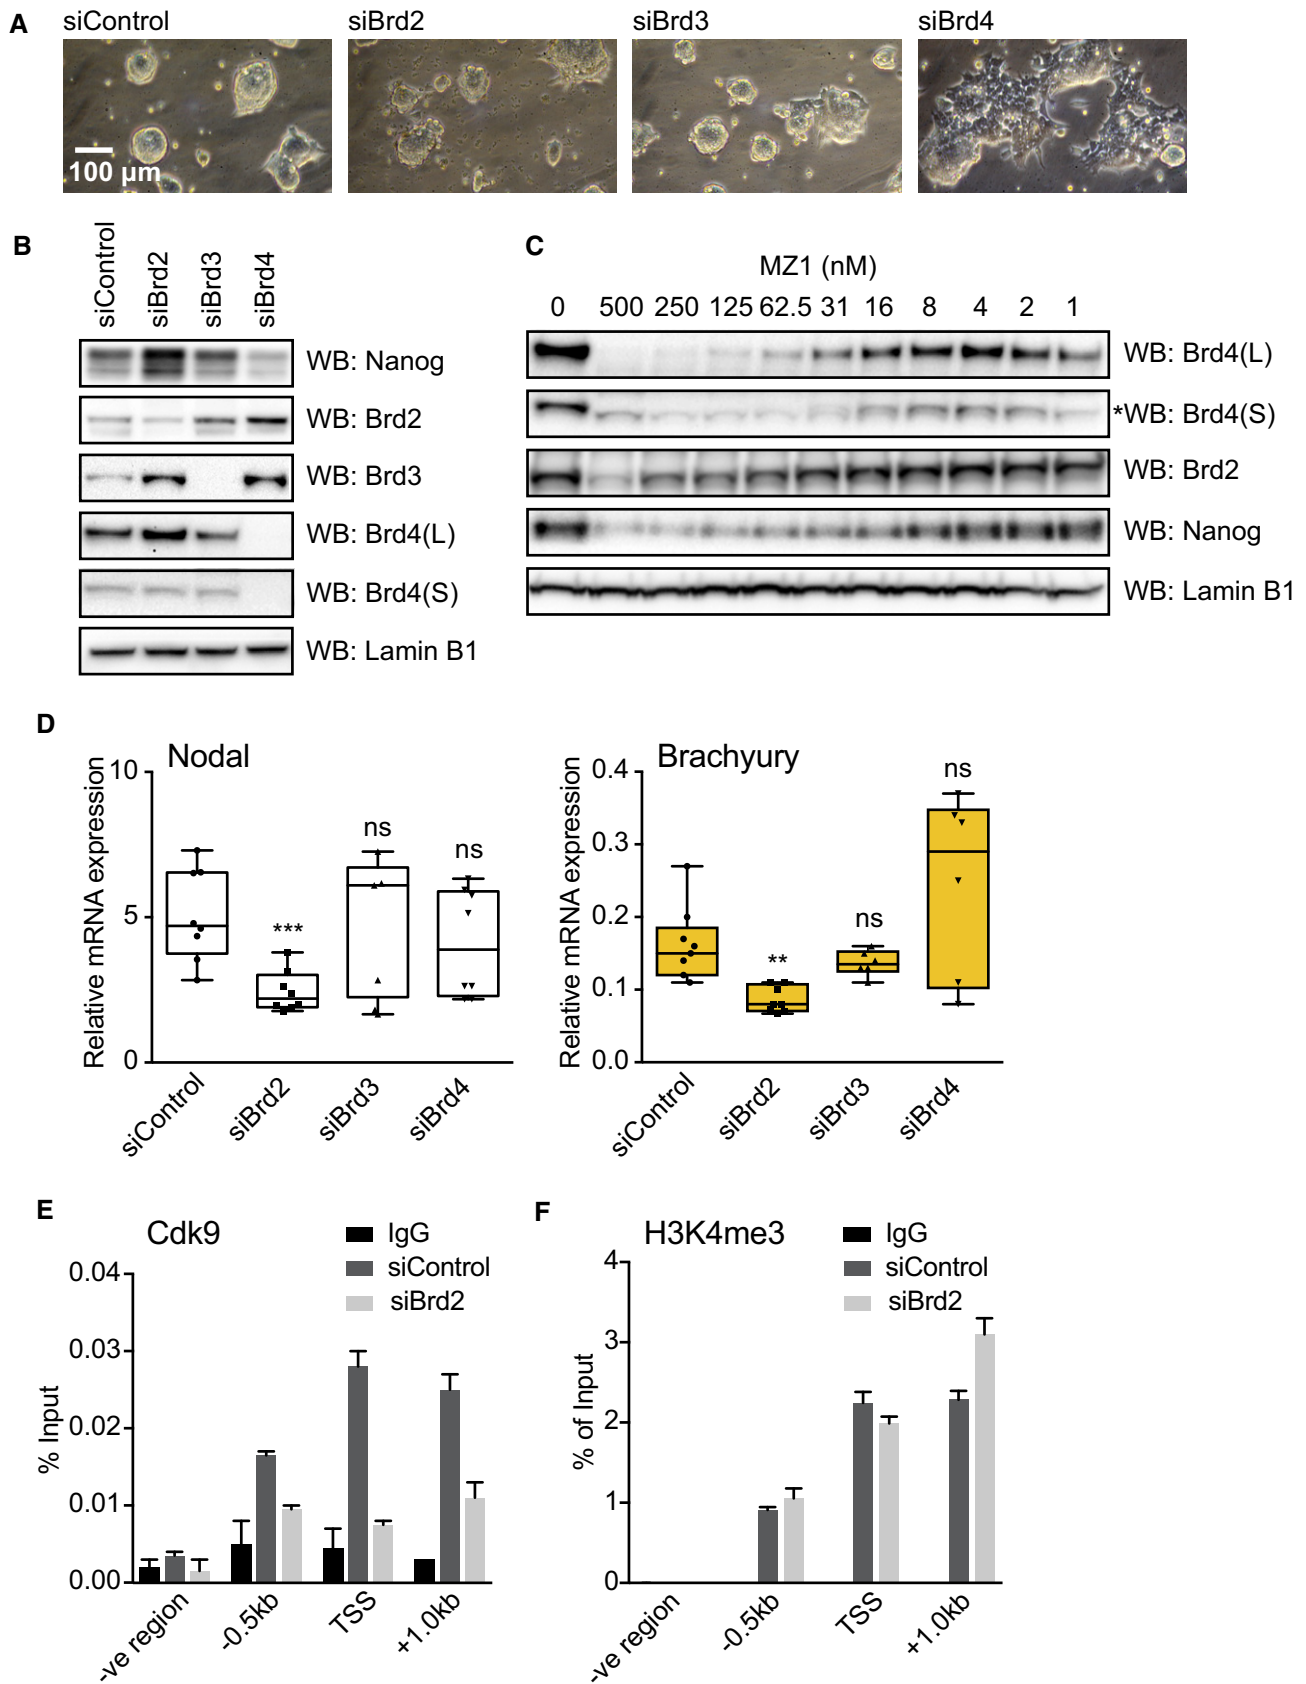 A
siControl
siBrd2
siBrd3
siBrd4
100 µm
B
siControl
siBrd2
siBrd3
siBrd4
WB: Nanog
WB: Brd2
WB: Brd3
WB: Brd4(L)
WB: Brd4(S)
WB: Lamin B1
C
MZ1 (nM)
0 500 250 125 62.5 31 16 8 4 2 1
WB: Brd4(L)
*WB: Brd4(S)
WB: Brd2
WB: Nanog
WB: Lamin B1
D
Nodal
Relative mRNA expression
10
5
0
***
ns
ns
siControl
siBrd2
siBrd3
siBrd4
Brachyury
Relative mRNA expression
0.4
0.3
0.2
0.1
0.0
**
ns
ns
siControl
siBrd2
siBrd3
siBrd4
E
Cdk9
IgG
siControl
siBrd2
% Input
0.04
0.03
0.02
0.01
0.00
-ve region
-0.5kb
TSS
+1.0kb
F
H3K4me3
IgG
siControl
siBrd2
% of Input
4
3
2
1
0
-ve region
-0.5kb
TSS
+1.0kb